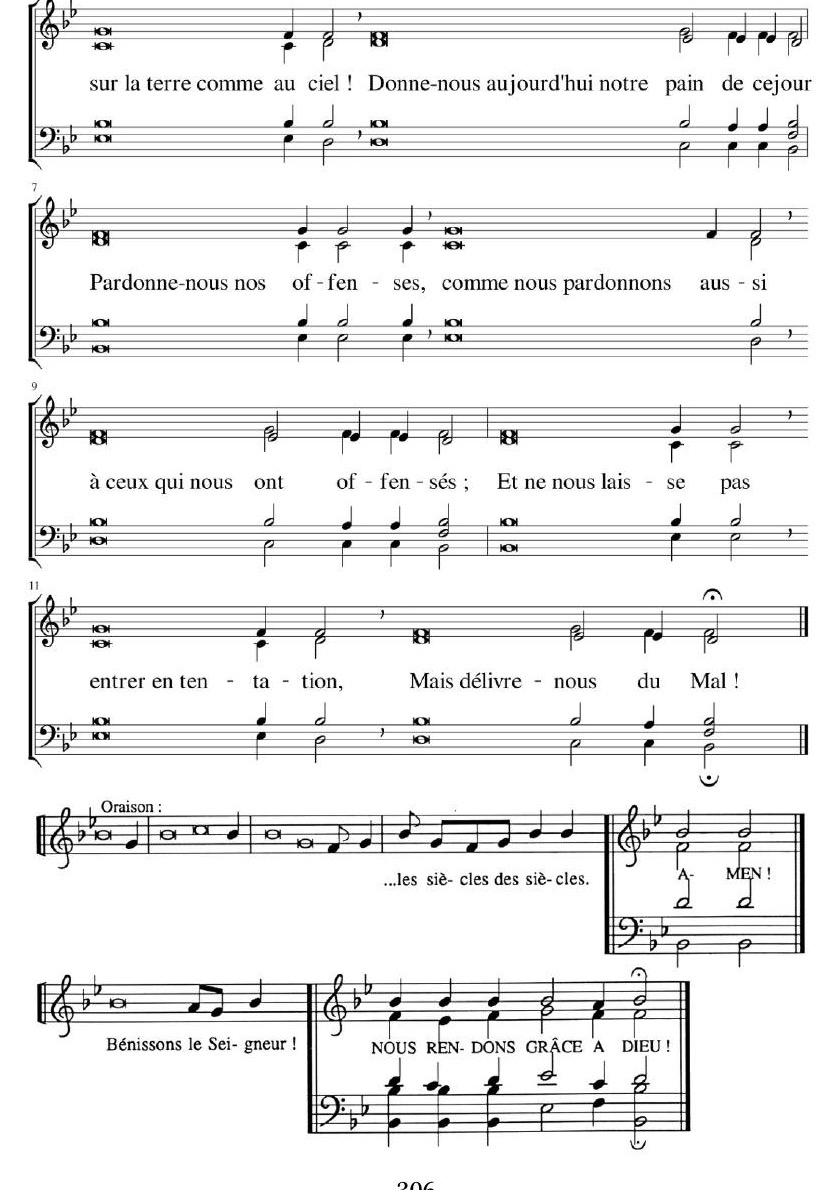 sur la terre comme au ciel ! Donne-nous aujourd'hui notre pain de cejour
7
Pardonne-nous nos of - fen - ses, comme nous pardonnons aus - si
9
à ceux qui nous ont of - fen - sés ; Et ne nous lais - se pas
11
entrer en ten - ta - tion, Mais délivre - nous du Mal !
Oraison :
...les siè- cles des siè- cles.
A- MEN !
Bénissons le Sei- gneur !
NOUS REN- DONS GRÂCE A DIEU !
306